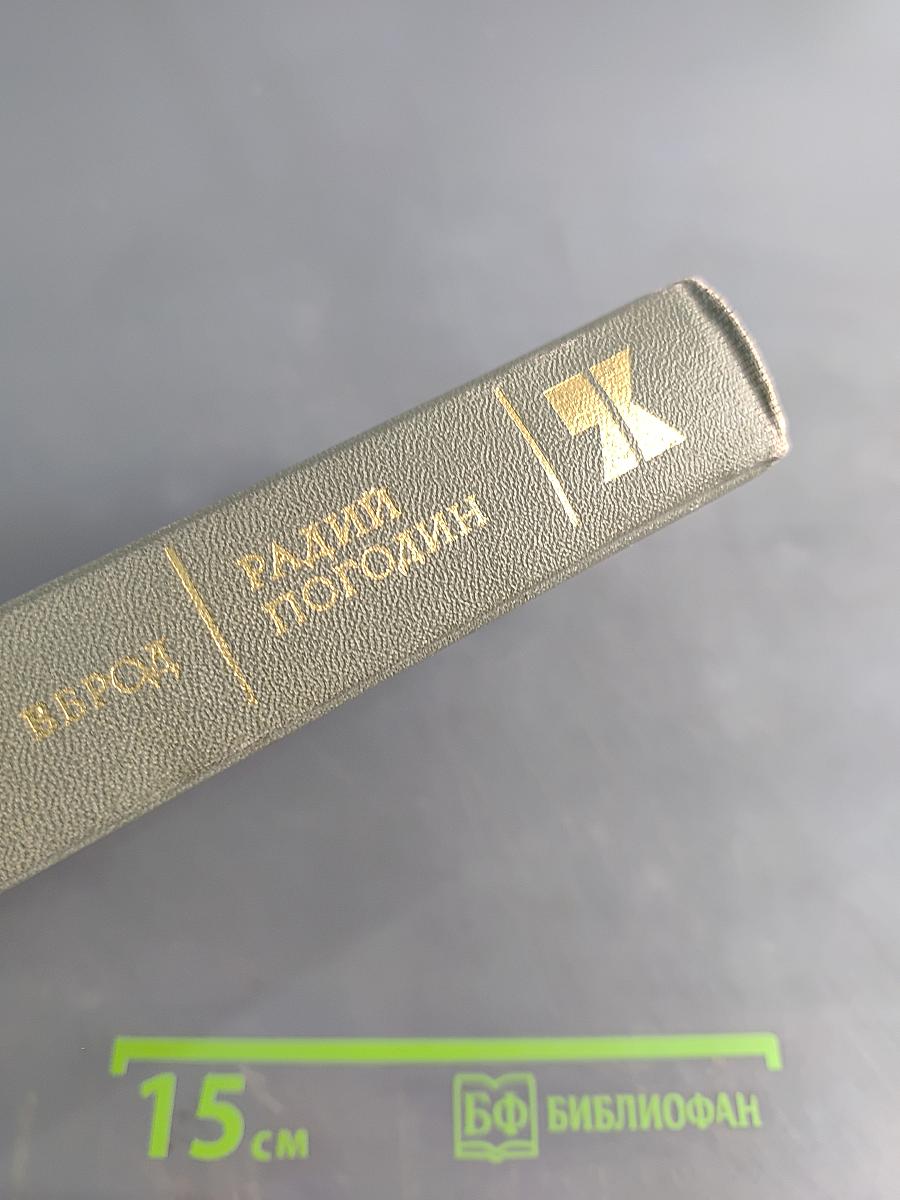 РАДИЙ
ПОГОДИН
ВБРОД
15 см
БФ БИБЛИОФАН